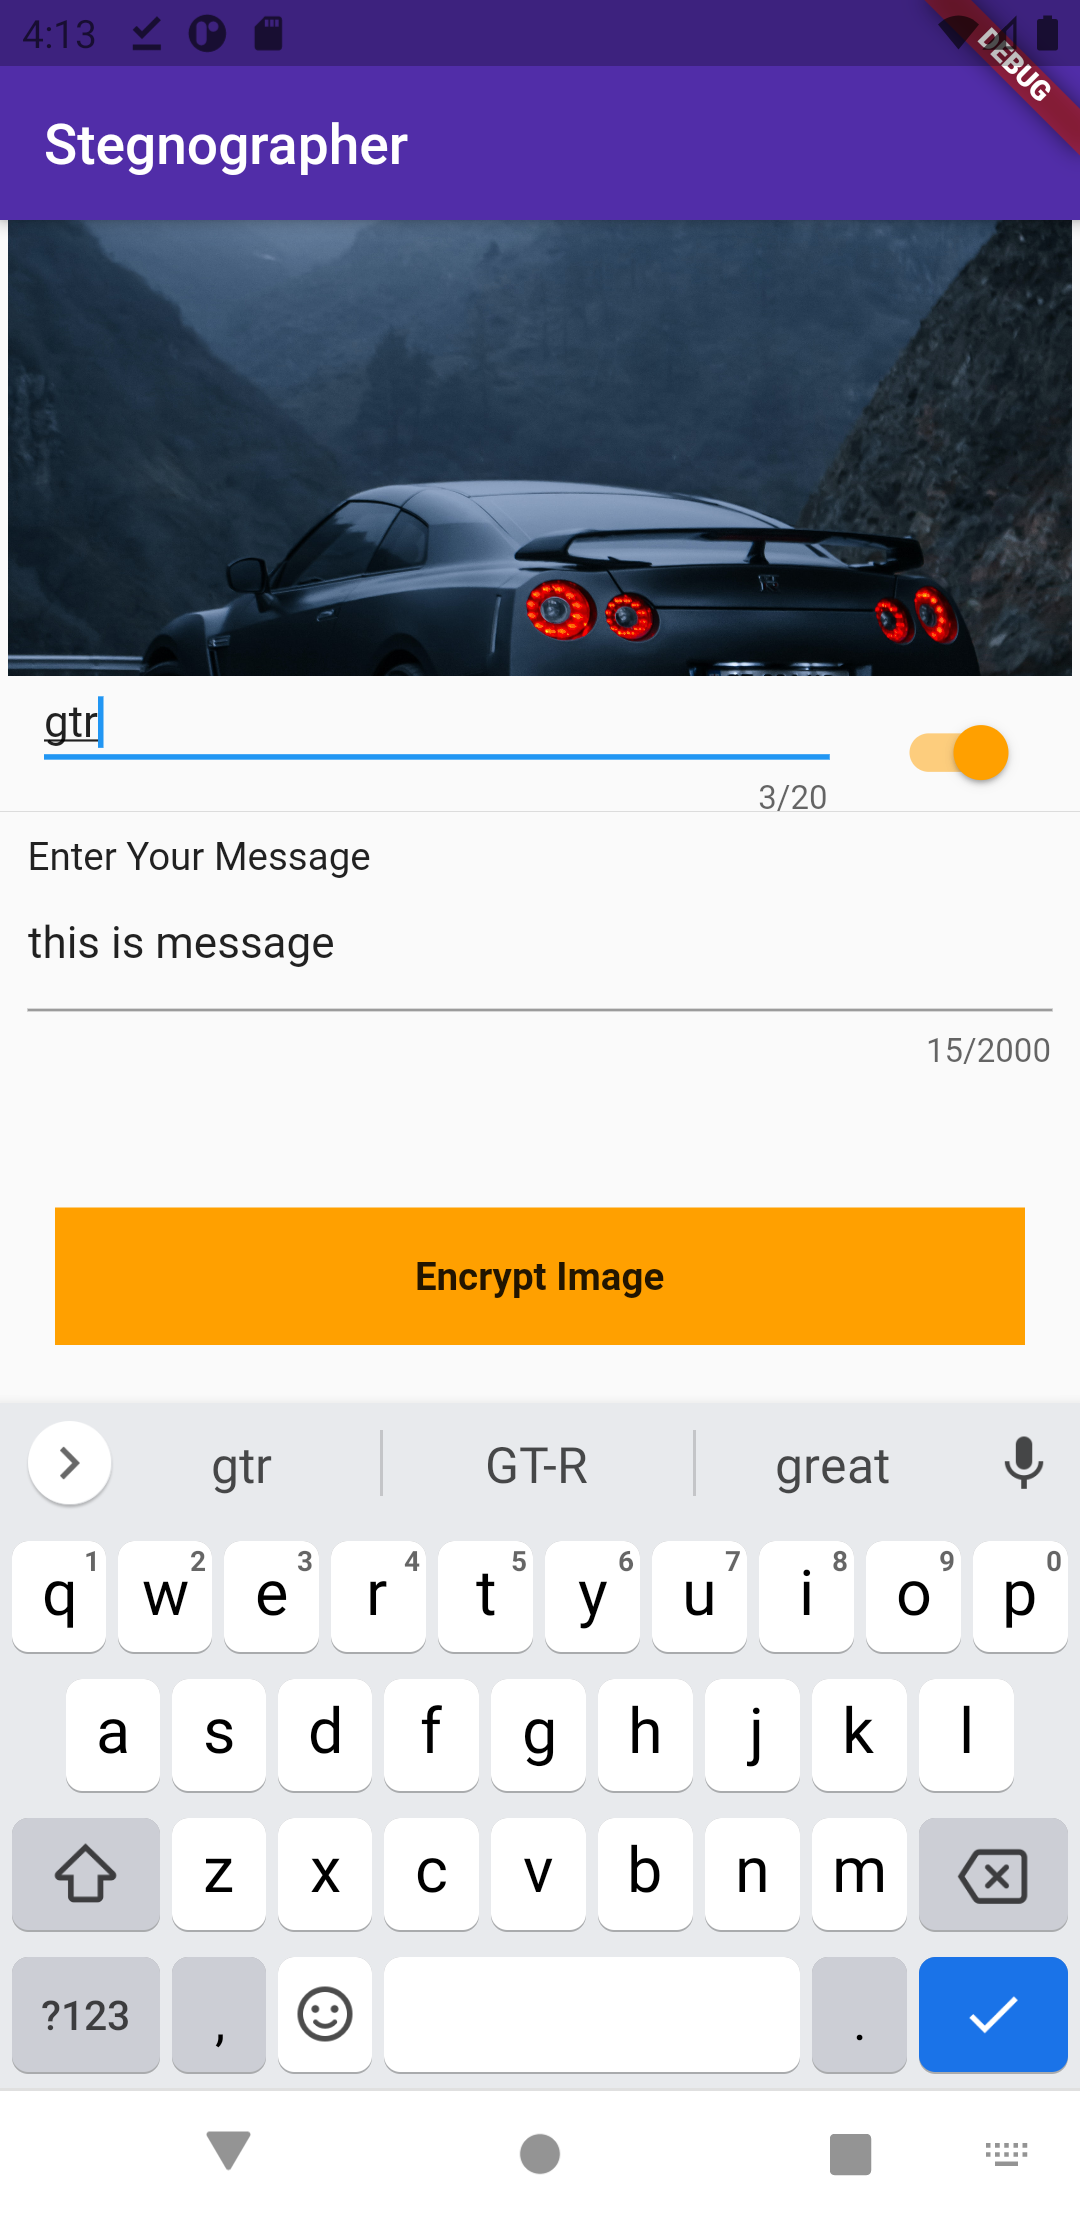 4:13
DEBUG
Stegnographer
gtr
3/20
Enter Your Message
this is message
15/2000
Encrypt Image
gtr GT-R great
q 1 w 2 e 3 r 4 t 5 y 6 u 7 i 8 o 9 p 0
a s d f g h j k l
z x c v b n m
?123 , .